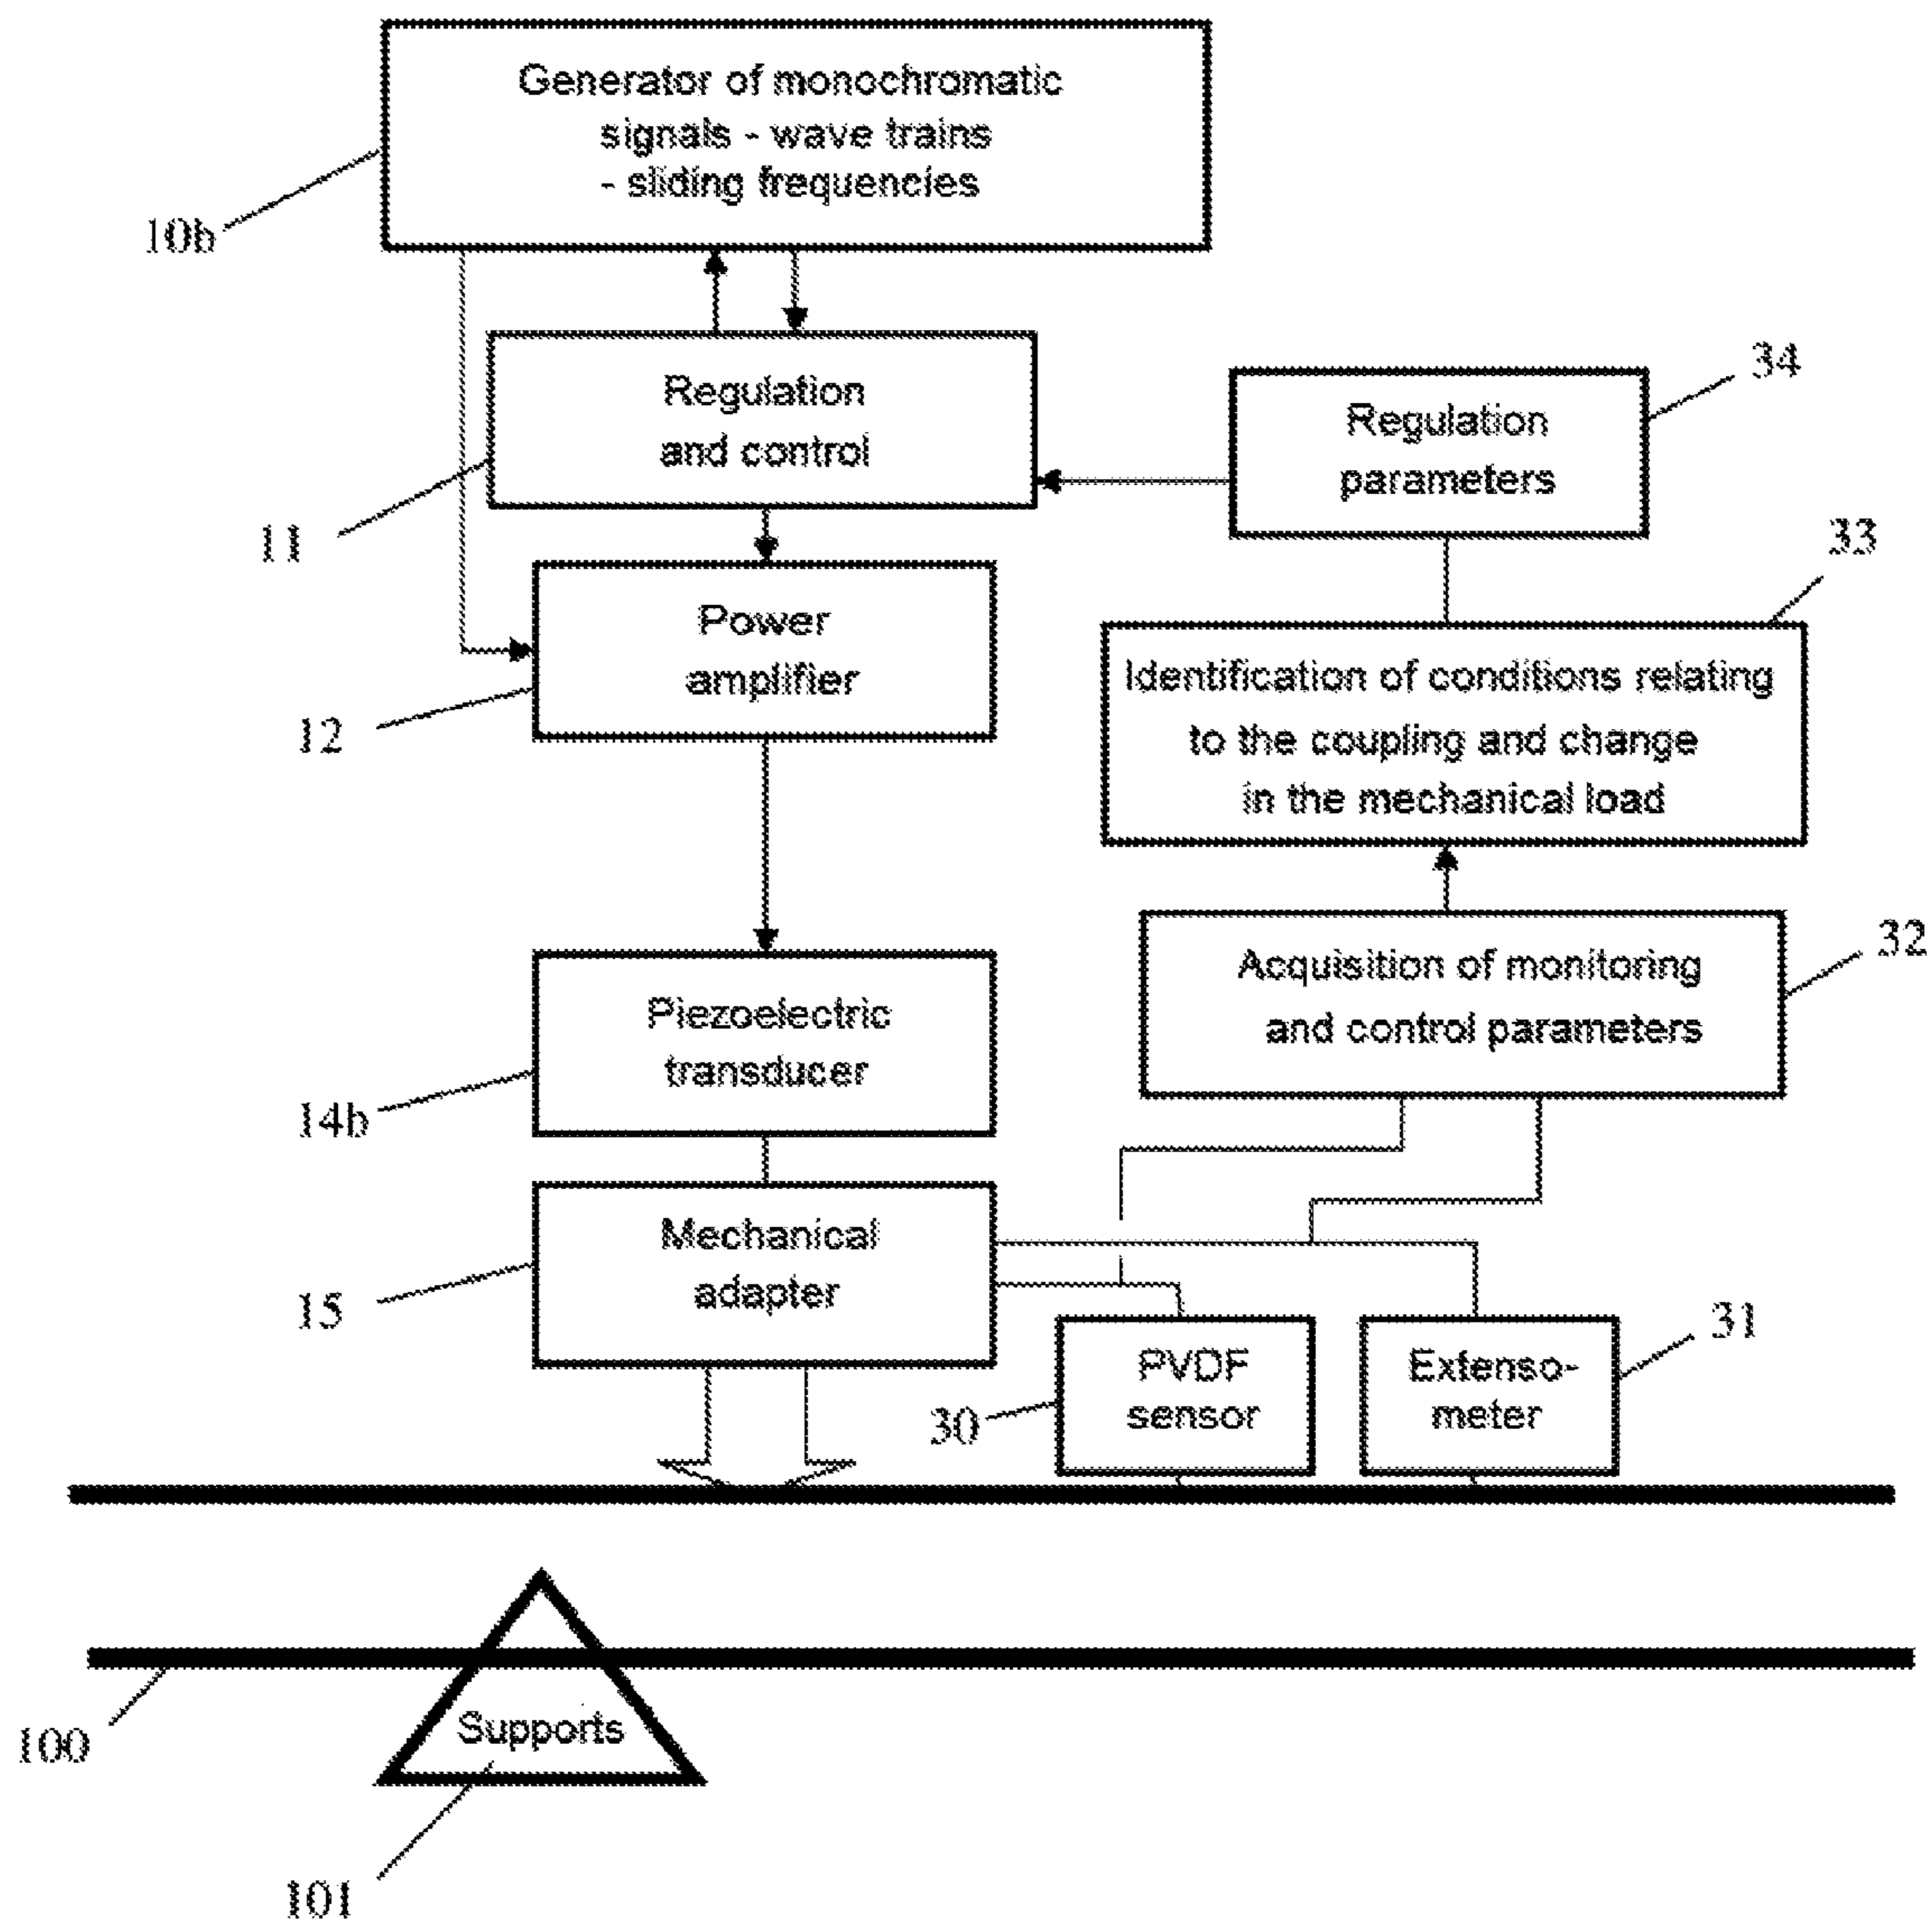 Generator of monochromatic
signals - wave trains
- sliding frequencies
10b
Regulation
and control
11
Regulation
parameters
34
33
Power
amplifier
12
Identification of conditions relating
to the coupling and change
in the mechanical load
Acquisition of monitoring
and control parameters
32
Piezoelectric
transducer
14b
Mechanical
adapter
15
PVDF
sensor
30
Extenso-
meter
31
100
Supports
101